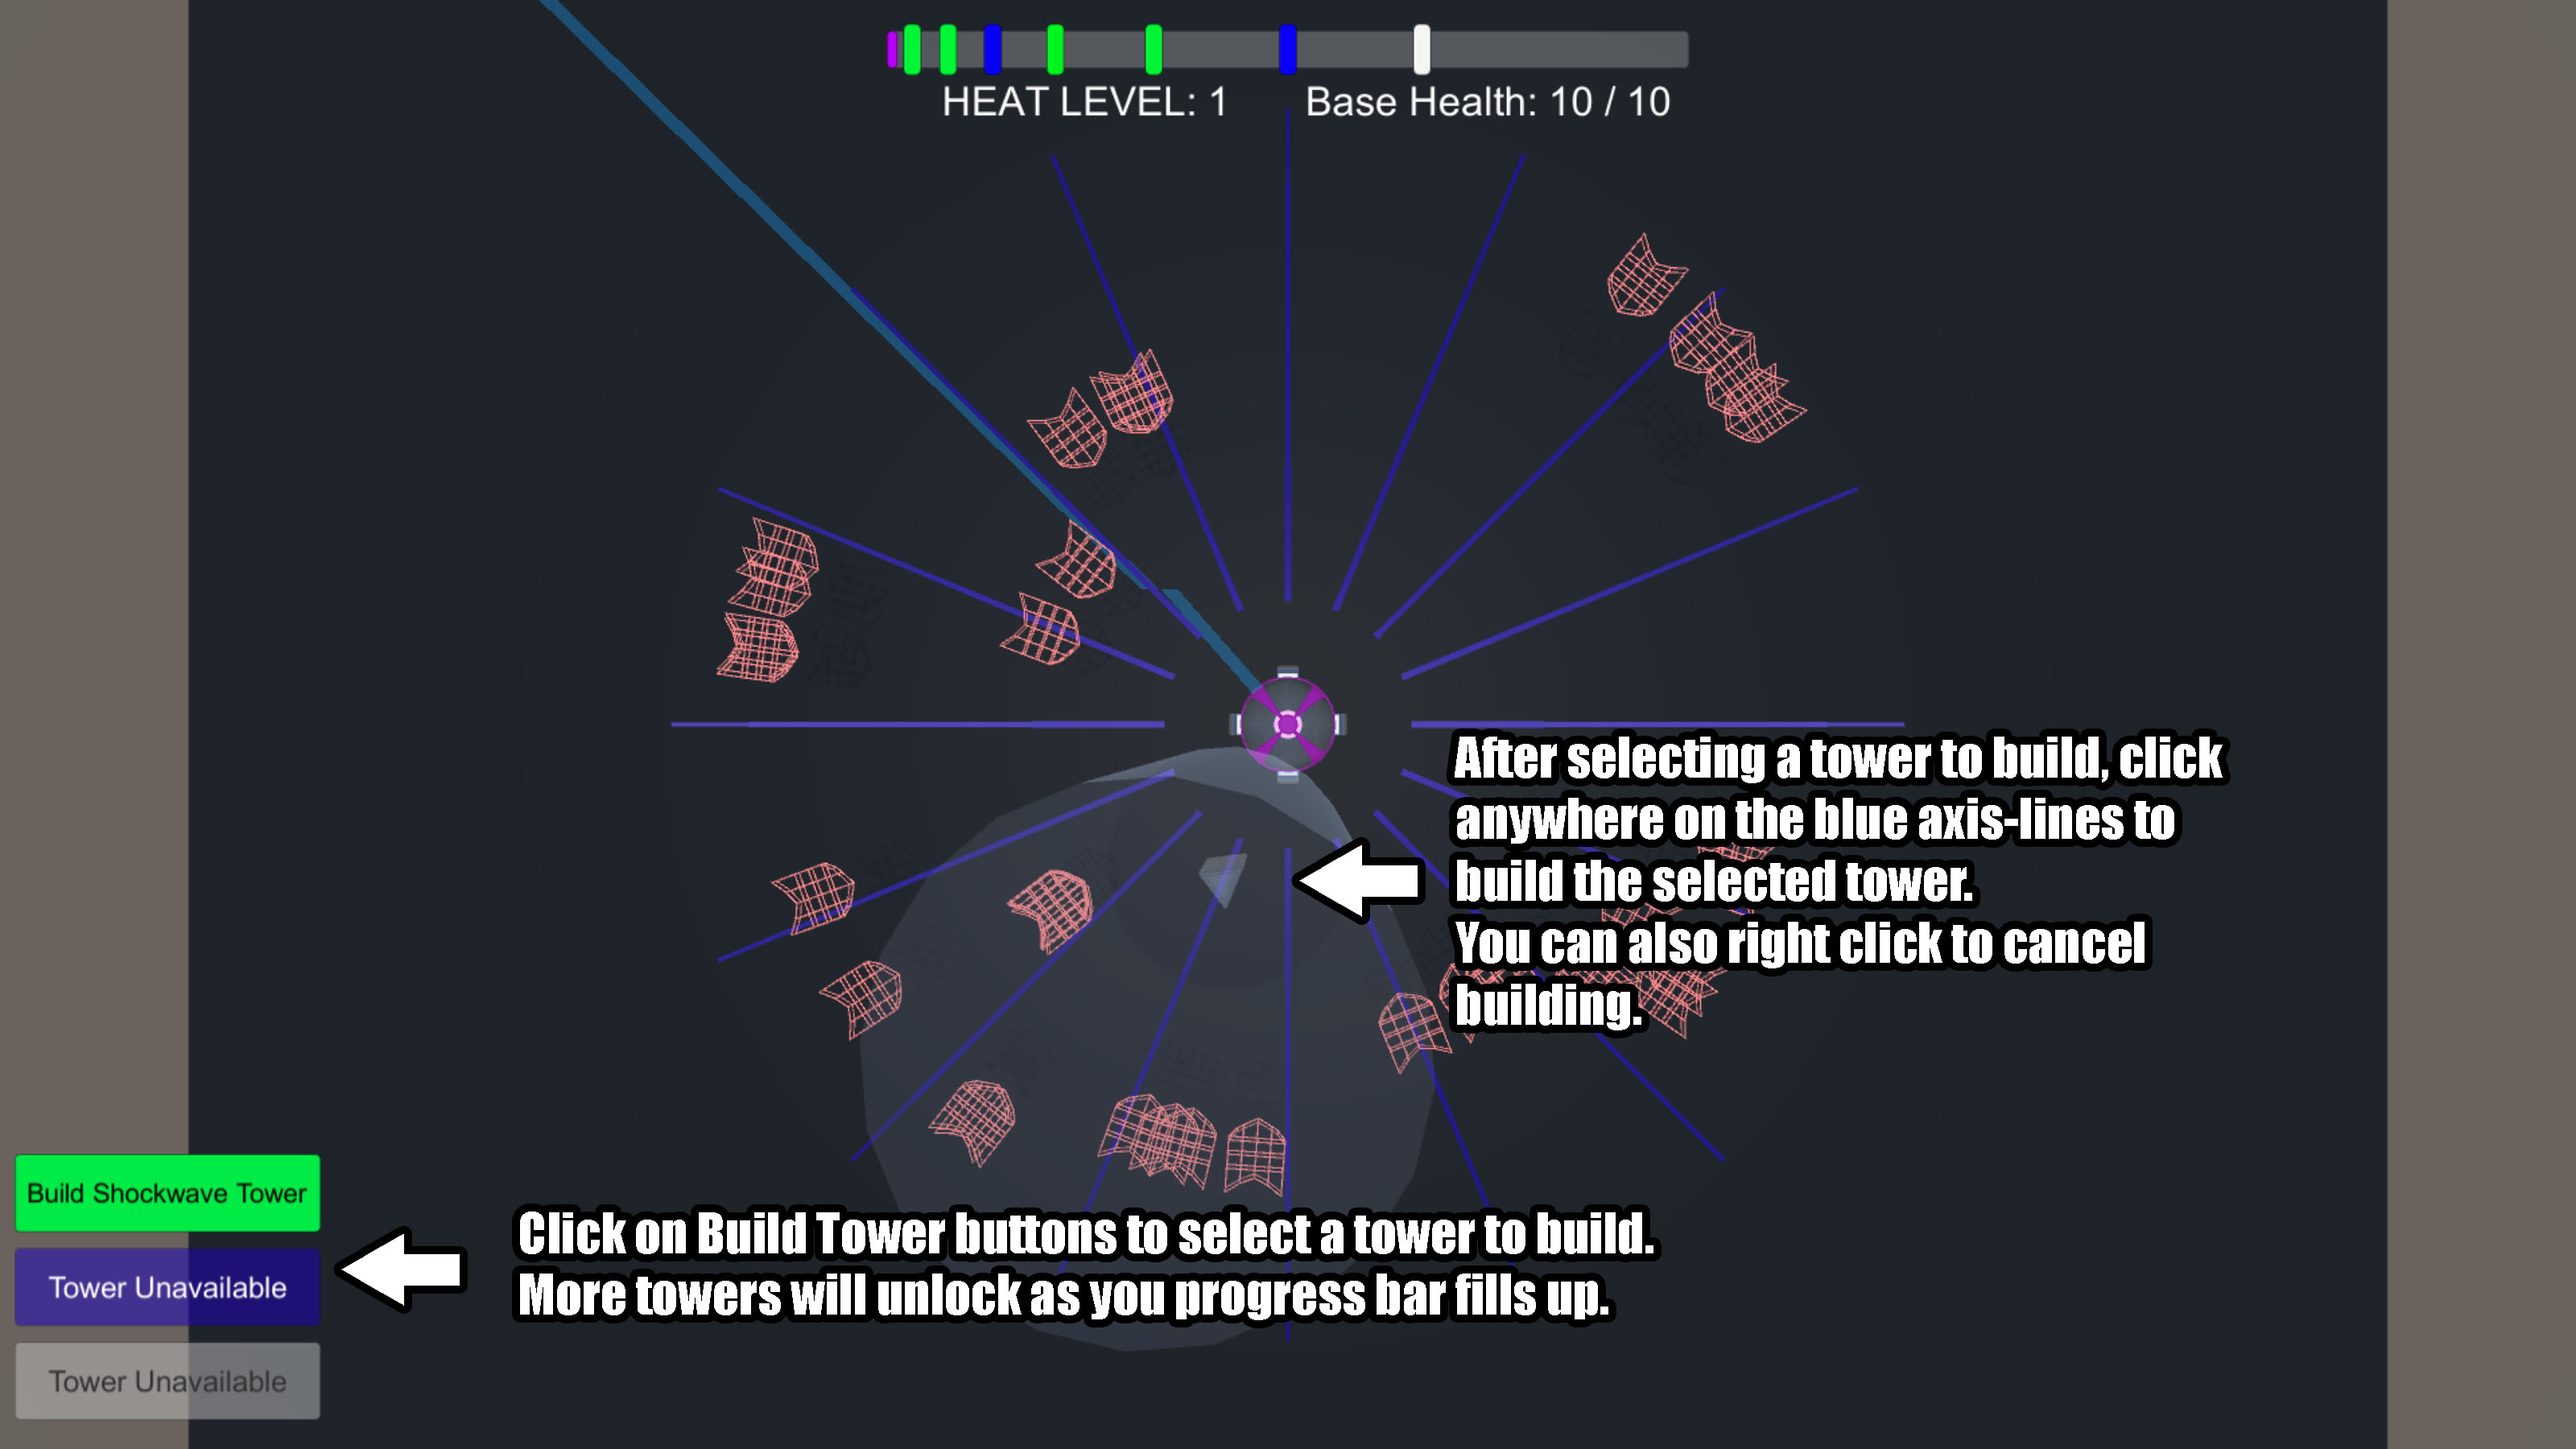 HEAT LEVEL: 1
Base Health: 10 / 10
After selecting a tower to build, click
anywhere on the blue axis-lines to
build the selected tower.
You can also right click to cancel
building.
Build Shockwave Tower
Tower Unavailable
Tower Unavailable
Click on Build Tower buttons to select a tower to build.
More towers will unlock as you progress bar fills up.